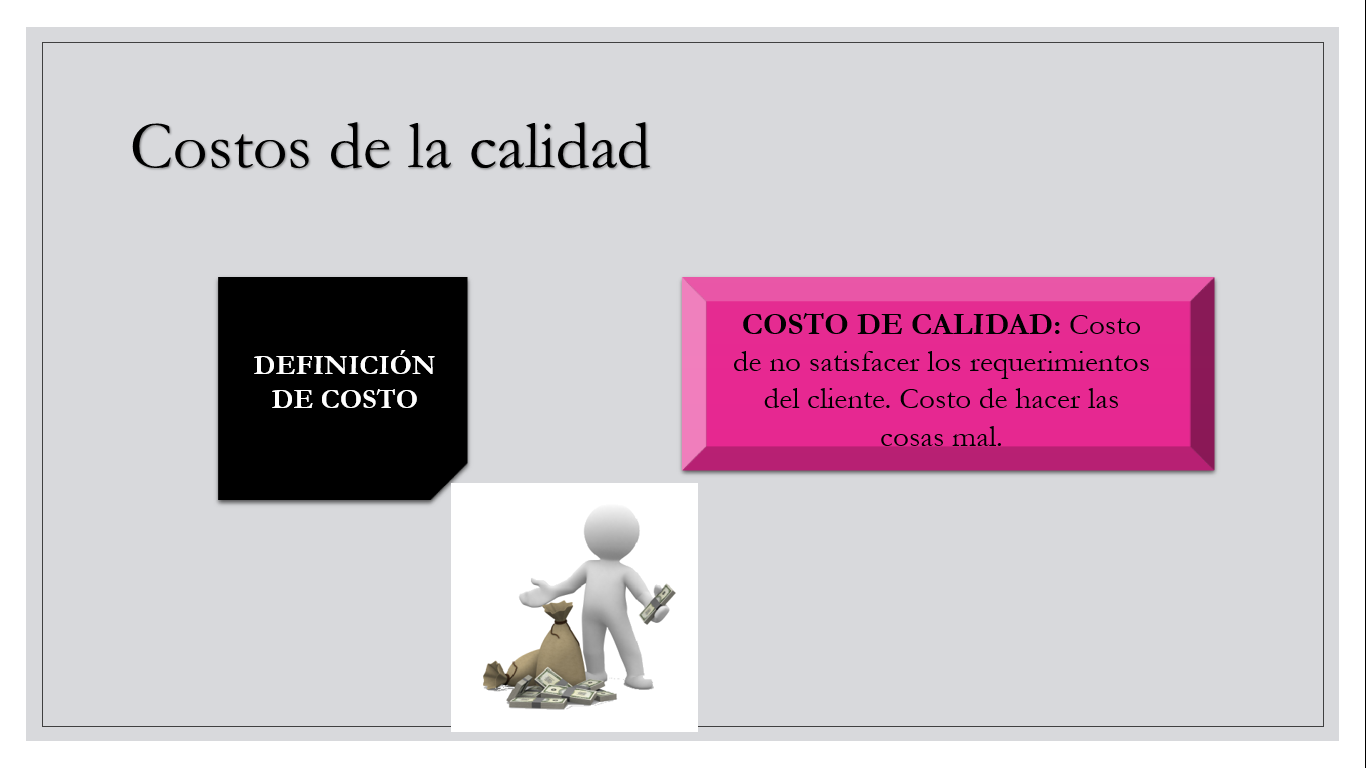 Costos de la calidad
DEFINICIÓN
DE COSTO
COSTO DE CALIDAD: Costo
de no satisfacer los requerimientos
del cliente. Costo de hacer las
cosas mal.